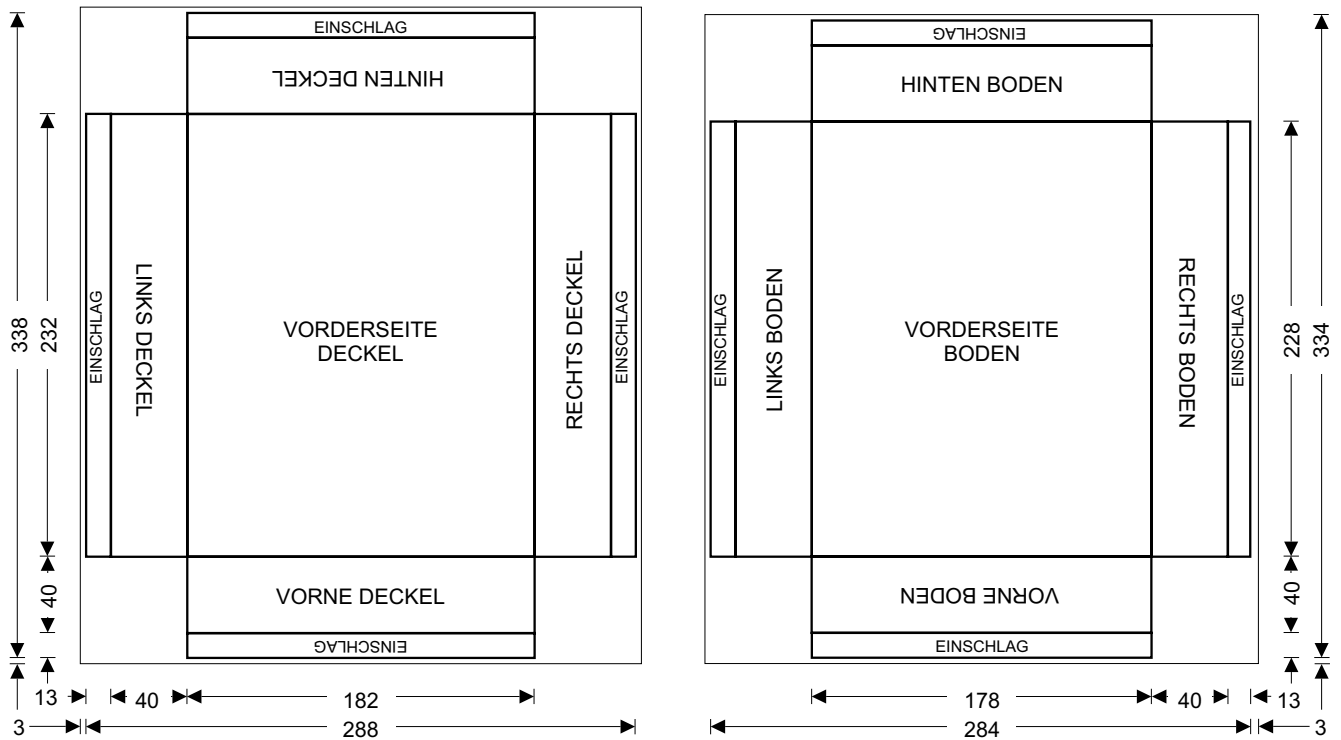 EINSCHLAG
HINTEN DECKEL
EINSCHLAG
LINKS DECKEL
VORDERSEITE
DECKEL
RECHTS DECKEL
EINSCHLAG
VORNE DECKEL
EINSCHLAG
338
232
40
13
40
182
3
288
EINSCHLAG
HINTEN BODEN
EINSCHLAG
LINKS BODEN
VORDERSEITE
BODEN
RECHTS BODEN
EINSCHLAG
VORNE BODEN
EINSCHLAG
228
334
40
178
40
13
284
3